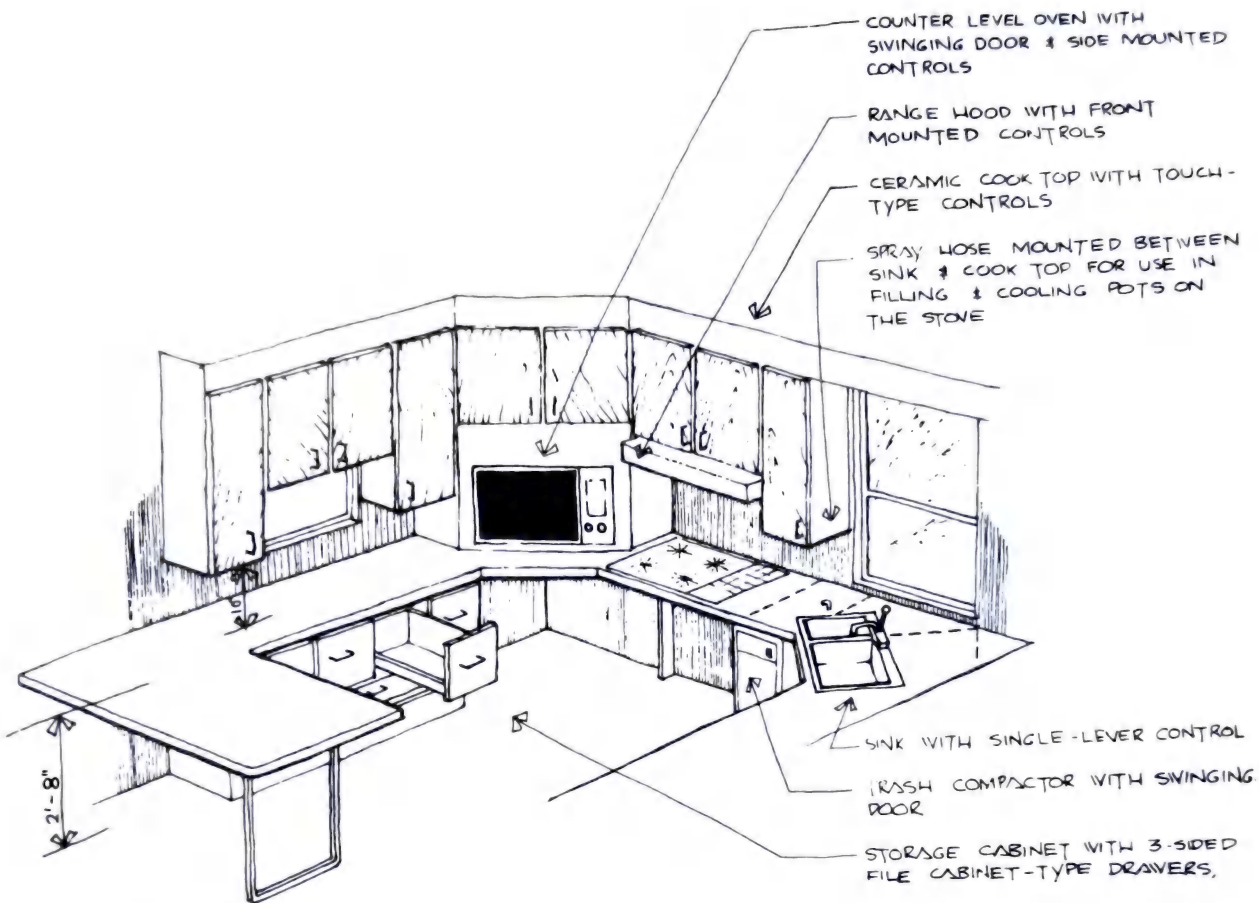 COUNTER LEVEL OVEN WITH
SWINGING DOOR & SIDE MOUNTED
CONTROLS
RANGE HOOD WITH FRONT
MOUNTED CONTROLS
CERAMIC COOK TOP WITH TOUCH-
TYPE CONTROLS
SPRAY HOSE MOUNTED BETWEEN
SINK & COOK TOP FOR USE IN
FILLING & COOLING POTS ON
THE STOVE
2'-8"
SINK WITH SINGLE-LEVER CONTROL
TRASH COMPACTOR WITH SWINGING
DOOR
STORAGE CABINET WITH 3-SIDED
FILE CABINET-TYPE DRAWERS.